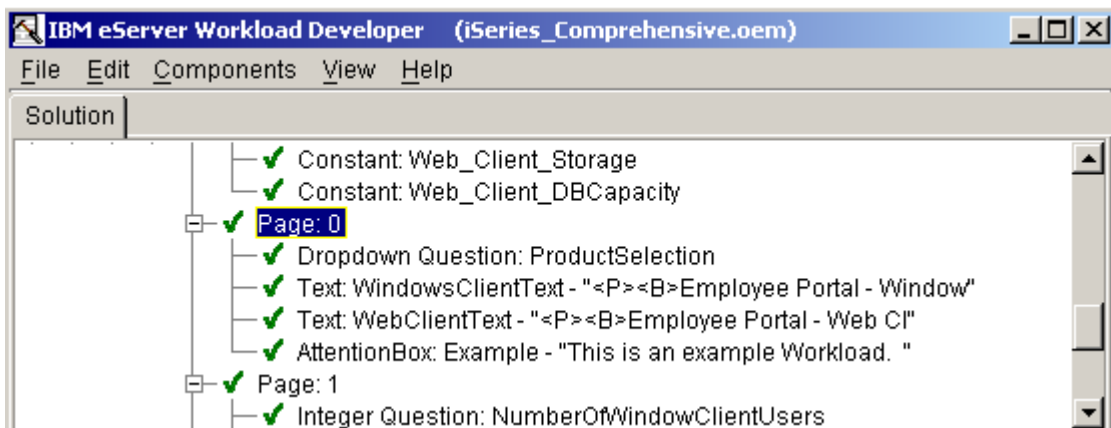 IBM eServer Workload Developer (iSeries_Comprehensive.oem)
File Edit Components View Help
Solution
Constant: Web_Client_Storage
Constant: Web_Client_DBCapacity
Page: 0
Dropdown Question: ProductSelection
Text: WindowsClientText - "<P><B>Employee Portal - Window"
Text: WebClientText - "<P><B>Employee Portal - Web Cl"
AttentionBox: Example - "This is an example Workload. "
Page: 1
Integer Question: NumberOfWindowClientUsers